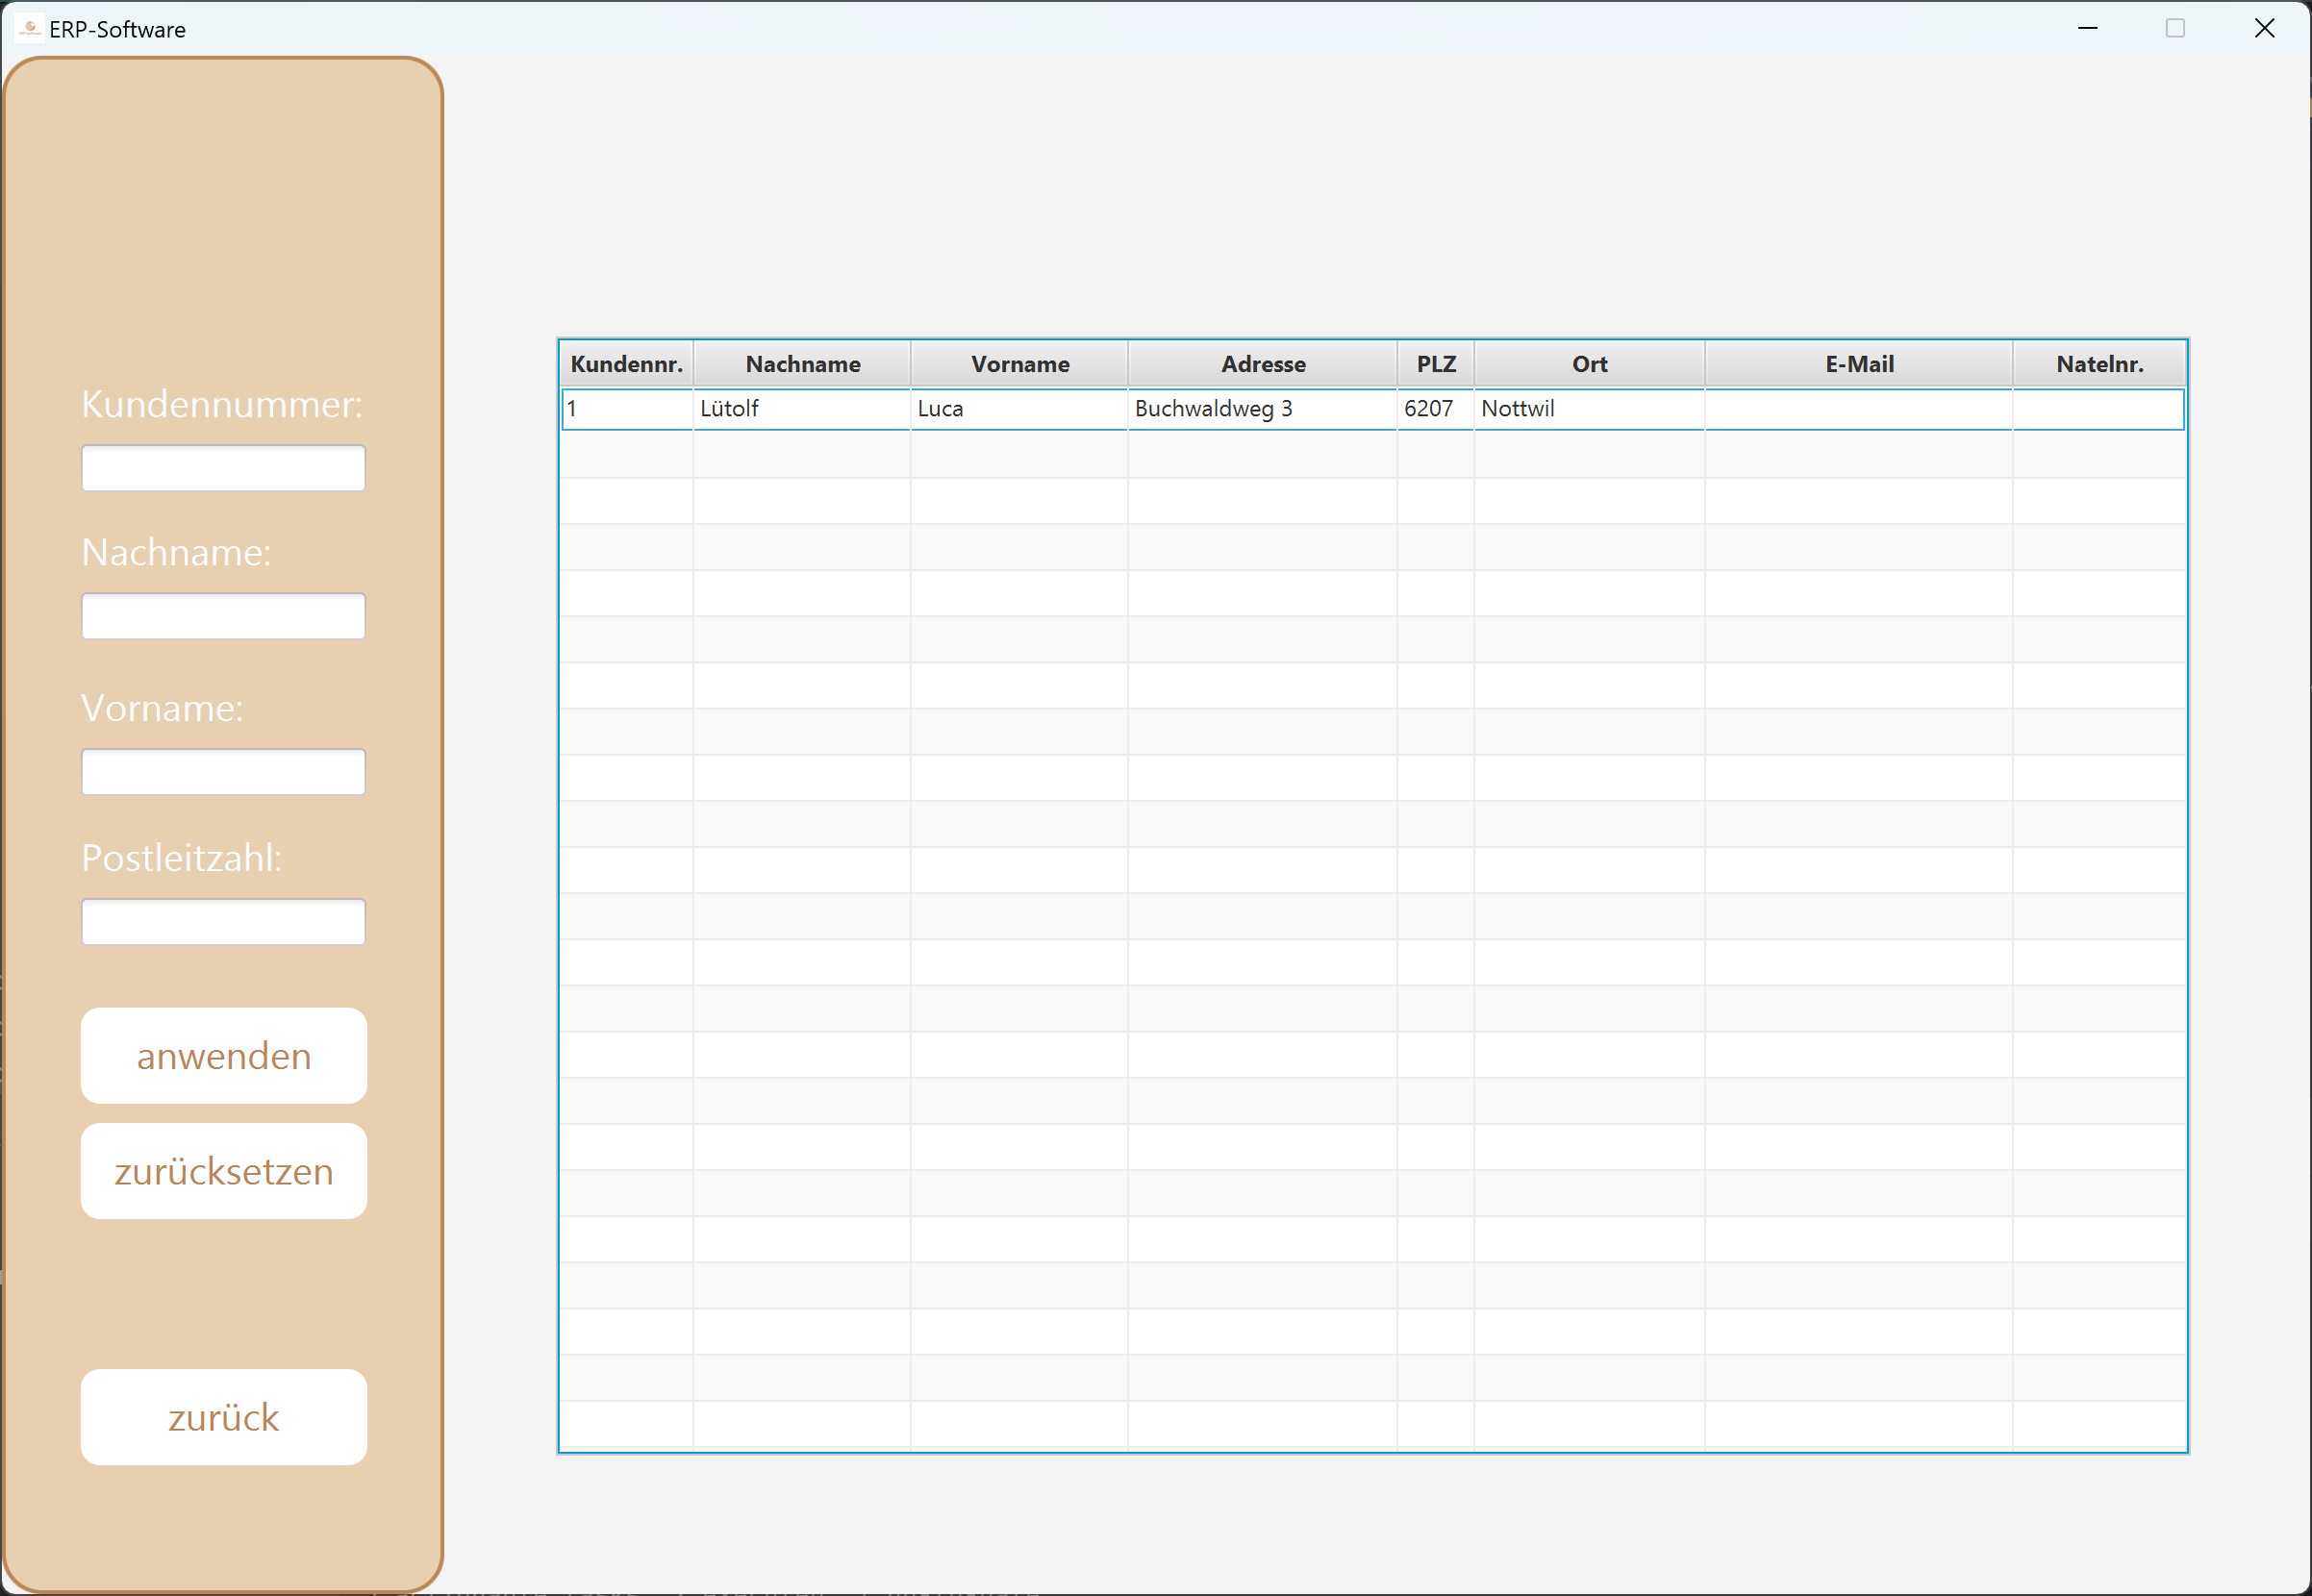 ERP-Software
Kundennummer:
Nachname:
Vorname:
Postleitzahl:
anwenden
zurücksetzen
zurück
Kundennr. Nachname Vorname Adresse PLZ Ort E-Mail Natelnr.
1 Lütolf Luca Buchwaldweg 3 6207 Nottwil